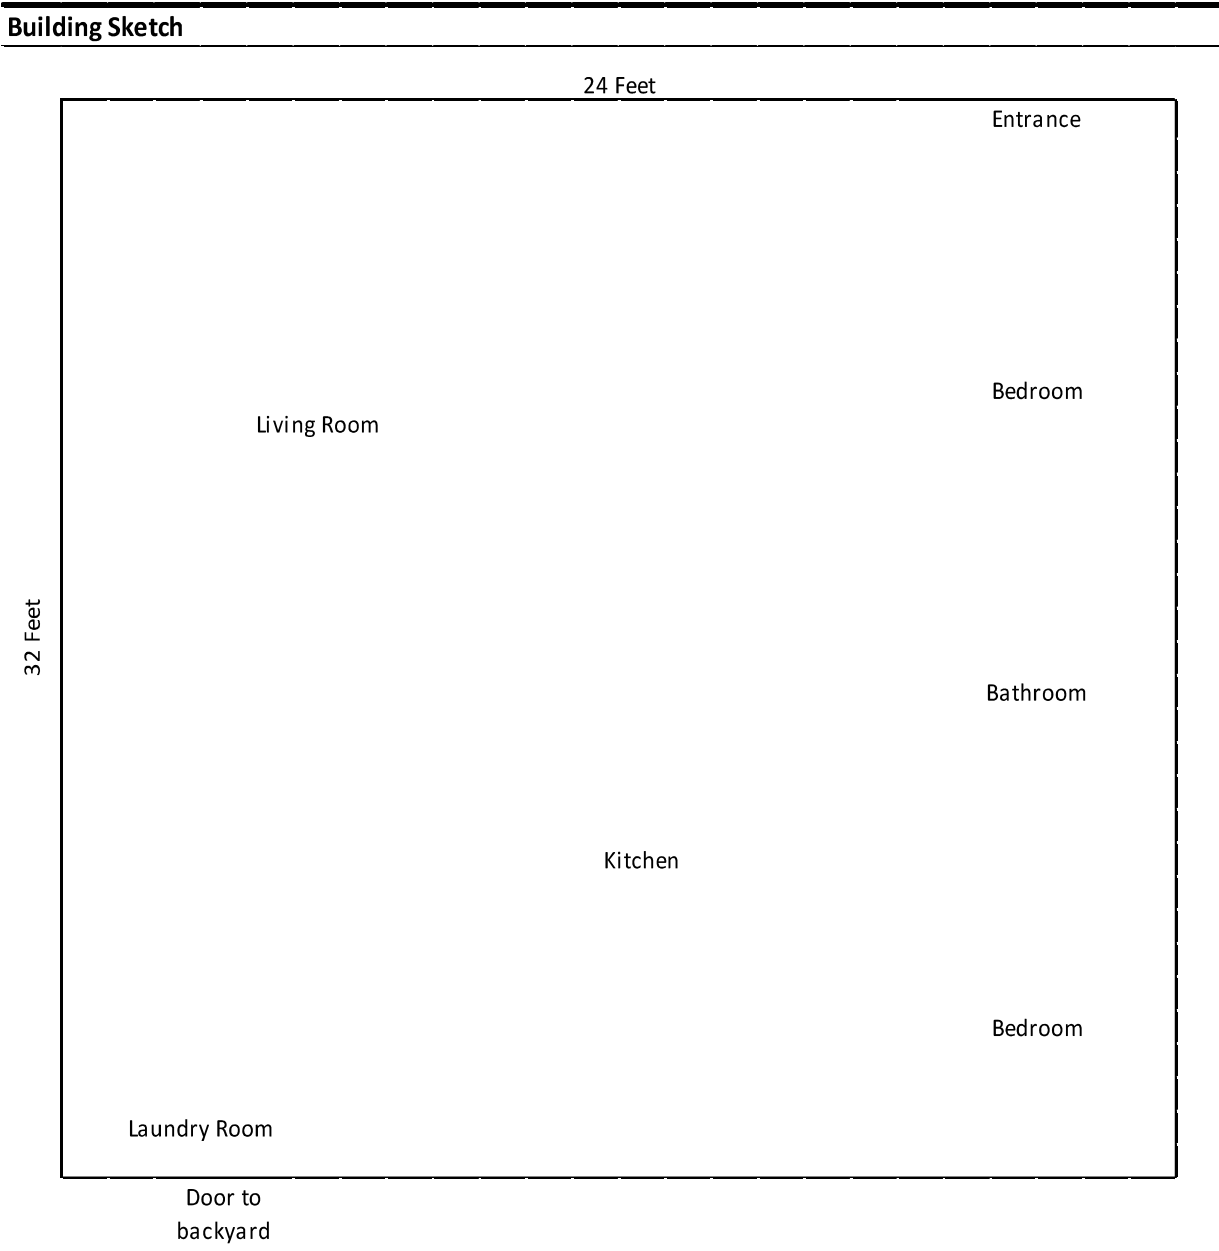 Building Sketch
24 Feet
Entrance
Bedroom
Living Room
32 Feet
Bathroom
Kitchen
Bedroom
Laundry Room
Door to
backyard